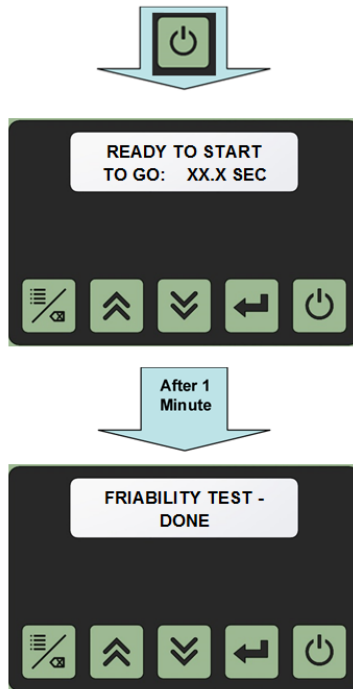 READY TO START
TO GO: XX.X SEC
After 1
Minute
FRIABILITY TEST -
DONE